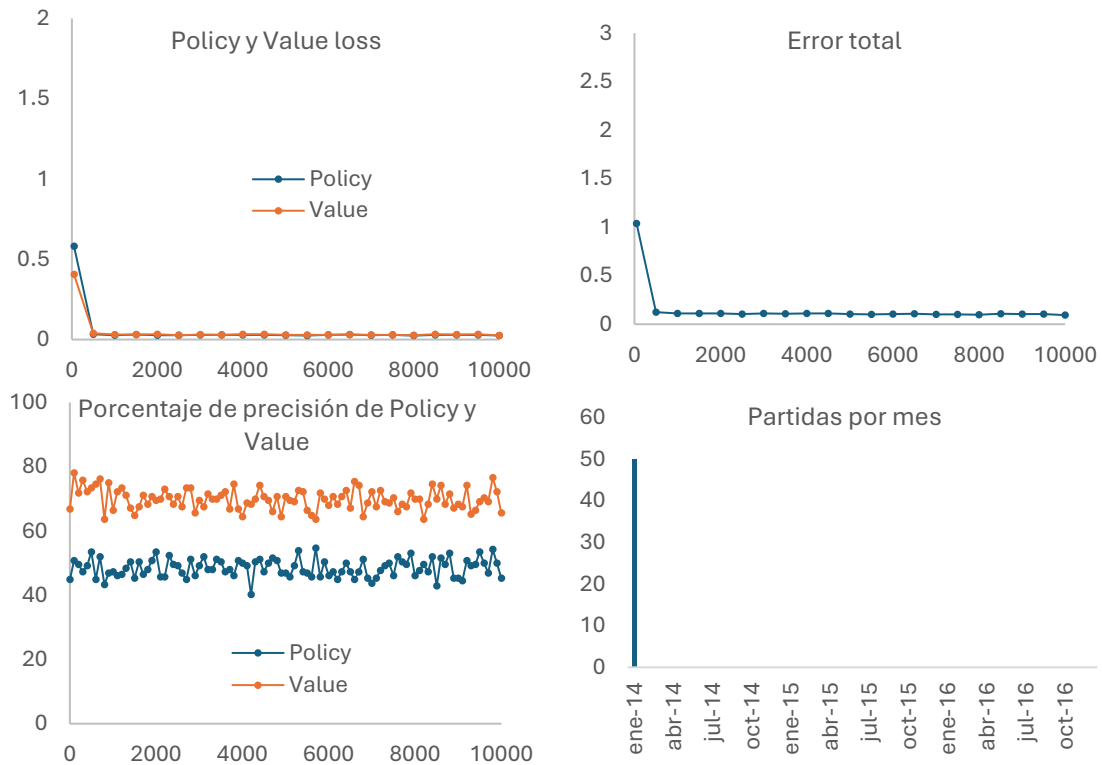 Policy y Value loss
2
1.5
1
0.5
0
Policy
Value
0 2000 4000 6000 8000 10000
Error total
3
2.5
2
1.5
1
0.5
0
0 2000 4000 6000 8000 10000
Porcentaje de precisión de Policy y
Value
100
80
60
40
20
0
Policy
Value
0 2000 4000 6000 8000 10000
Partidas por mes
60
50
40
30
20
10
0
ene-14
abr-14
jul-14
oct-14
ene-15
abr-15
jul-15
oct-15
ene-16
abr-16
jul-16
oct-16